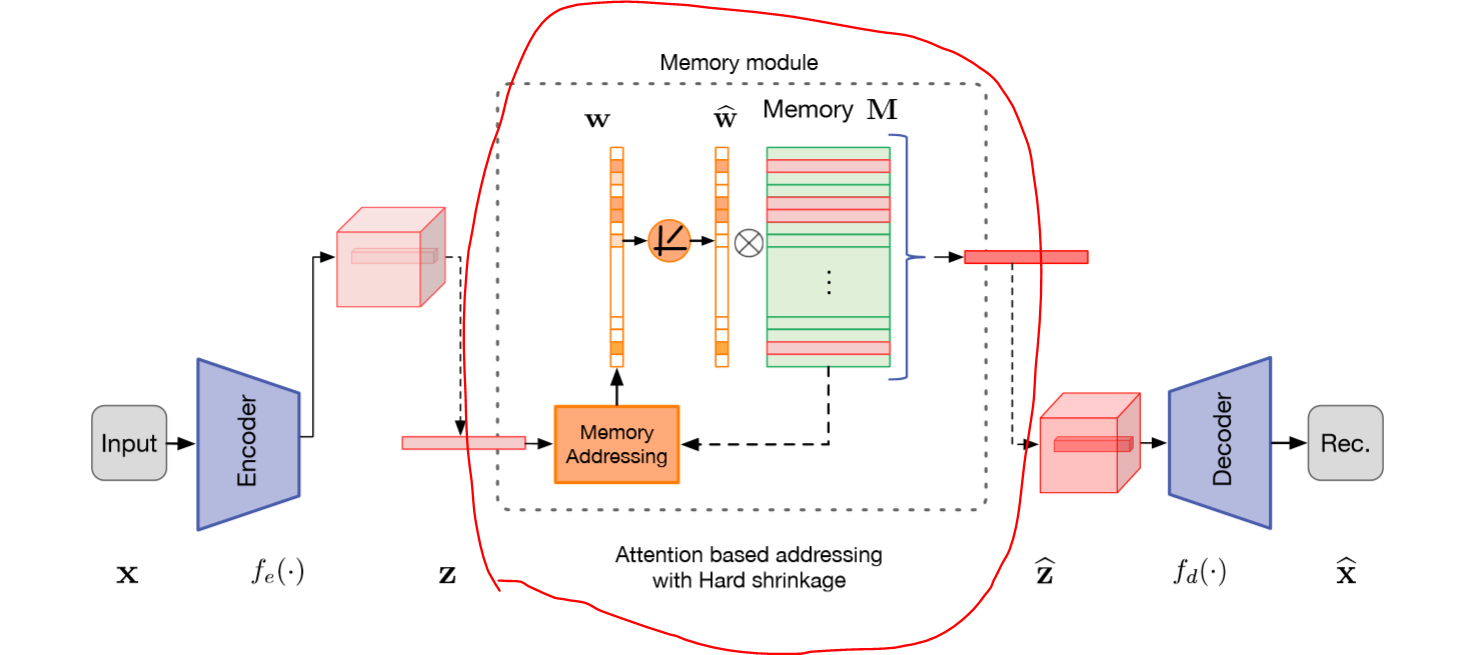 Memory module
w
ŵ
Memory M
⋮
Input
Encoder
Memory
Addressing
Decoder
Rec.
Attention based addressing
with Hard shrinkage
x
fₑ(·)
z
ẑ
f_d(·)
x̂